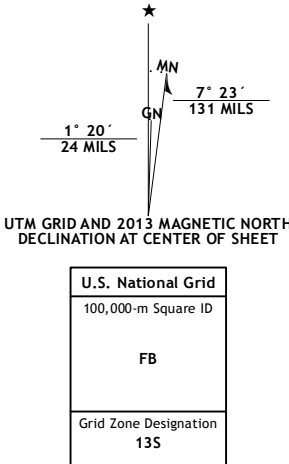 ★
MN
7° 23´
GN
131 MILS
1° 20´
24 MILS
UTM GRID AND 2013 MAGNETIC NORTH
DECLINATION AT CENTER OF SHEET
U.S. National Grid
100,000-m Square ID
FB
Grid Zone Designation
13S